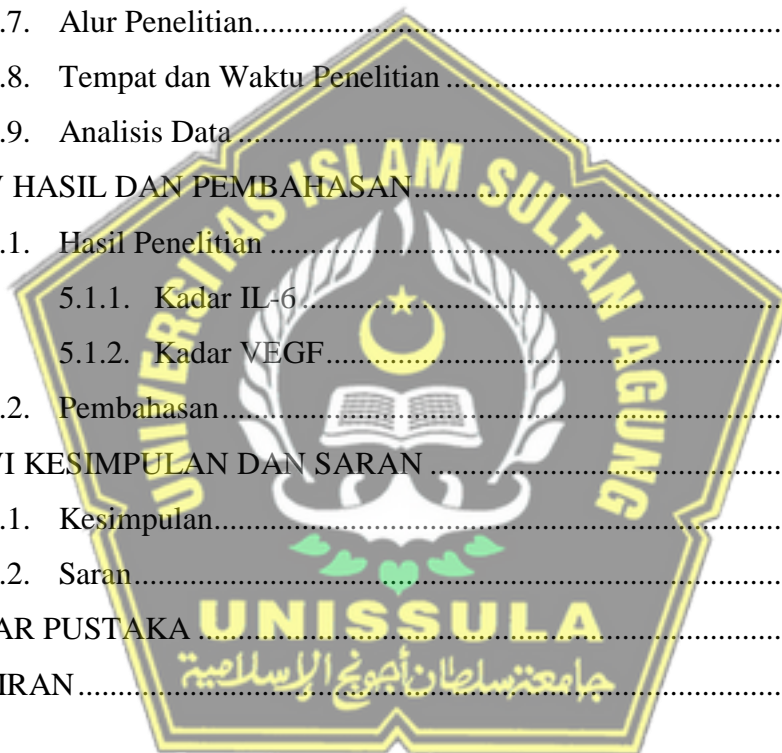 .7. Alur Penelitian
.8. Tempat dan Waktu Penelitian
.9. Analisis Data
V HASIL DAN PEMBAHASAN
.1. Hasil Penelitian
5.1.1. Kadar IL-6
5.1.2. Kadar VEGF
.2. Pembahasan
VI KESIMPULAN DAN SARAN
.1. Kesimpulan
.2. Saran
AR PUSTAKA
IRAN
UNIVERSITAS ISLAM SULTAN AGUNG
UNISSULA
جامعة سلطان أجونج الإسلامية